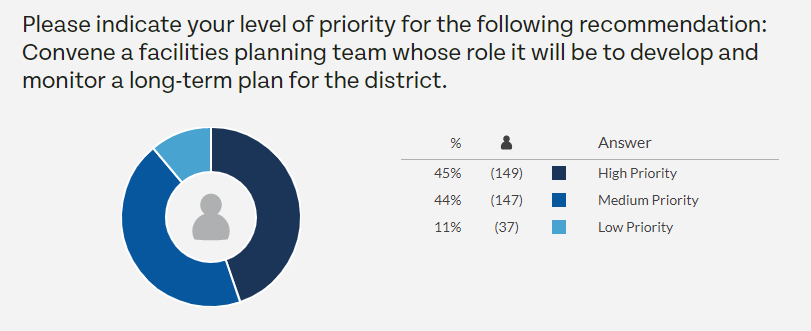 Please indicate your level of priority for the following recommendation:
Convene a facilities planning team whose role it will be to develop and
monitor a long-term plan for the district.
% Answer
45% (149) High Priority
44% (147) Medium Priority
11% (37) Low Priority